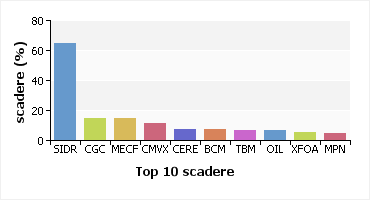 scadere (%)
80
60
40
20
0
SIDR CGC MECF CMVX CERE BCM TBM OIL XFOA MPN
Top 10 scadere